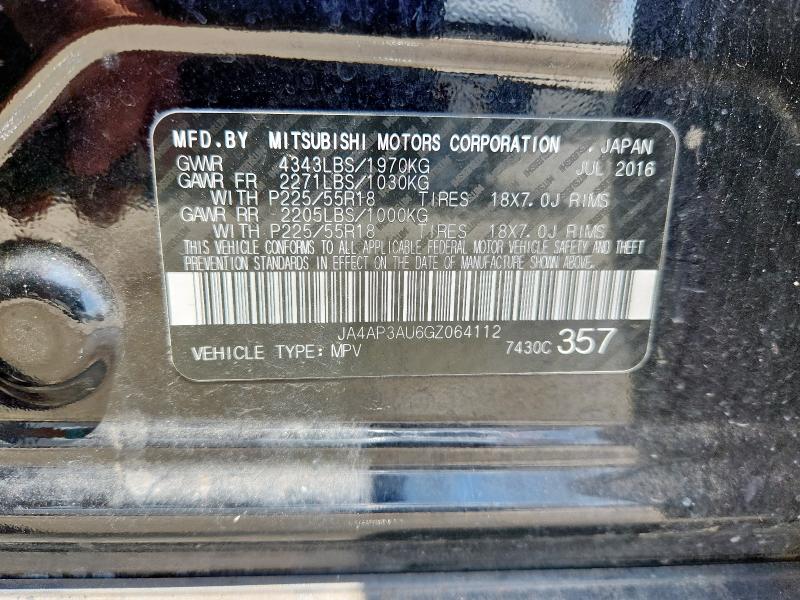 MFD.BY MITSUBISHI MOTORS CORPORATION . JAPAN
GVWR 4343LBS/1970KG JUL 2016
GAWR FR 2271LBS/1030KG
WITH P225/55R18 TIRES 18X7.0J RIMS
GAWR RR 2205LBS/1000KG
WITH P225/55R18 TIRES 18X7.0J RIMS
THIS VEHICLE CONFORMS TO ALL APPLICABLE FEDERAL MOTOR VEHICLE SAFETY AND THEFT
PREVENTION STANDARDS IN EFFECT ON THE DATE OF MANUFACTURE SHOWN ABOVE.
JA4AP3AU6GZ064112
VEHICLE TYPE: MPV 7430C 357